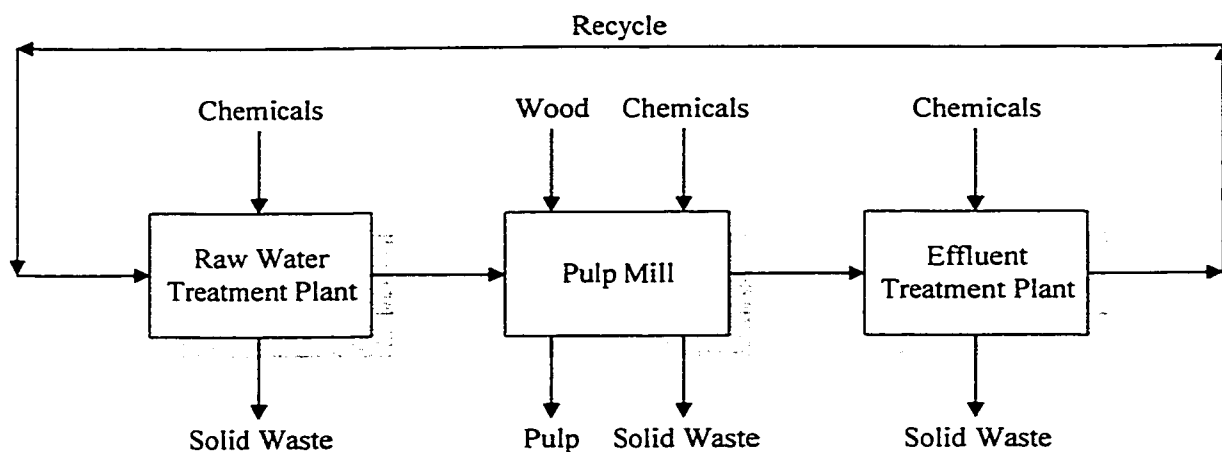 Recycle
Chemicals
Wood
Chemicals
Chemicals
Raw Water
Treatment Plant
Pulp Mill
Effluent
Treatment Plant
Solid Waste
Pulp
Solid Waste
Solid Waste